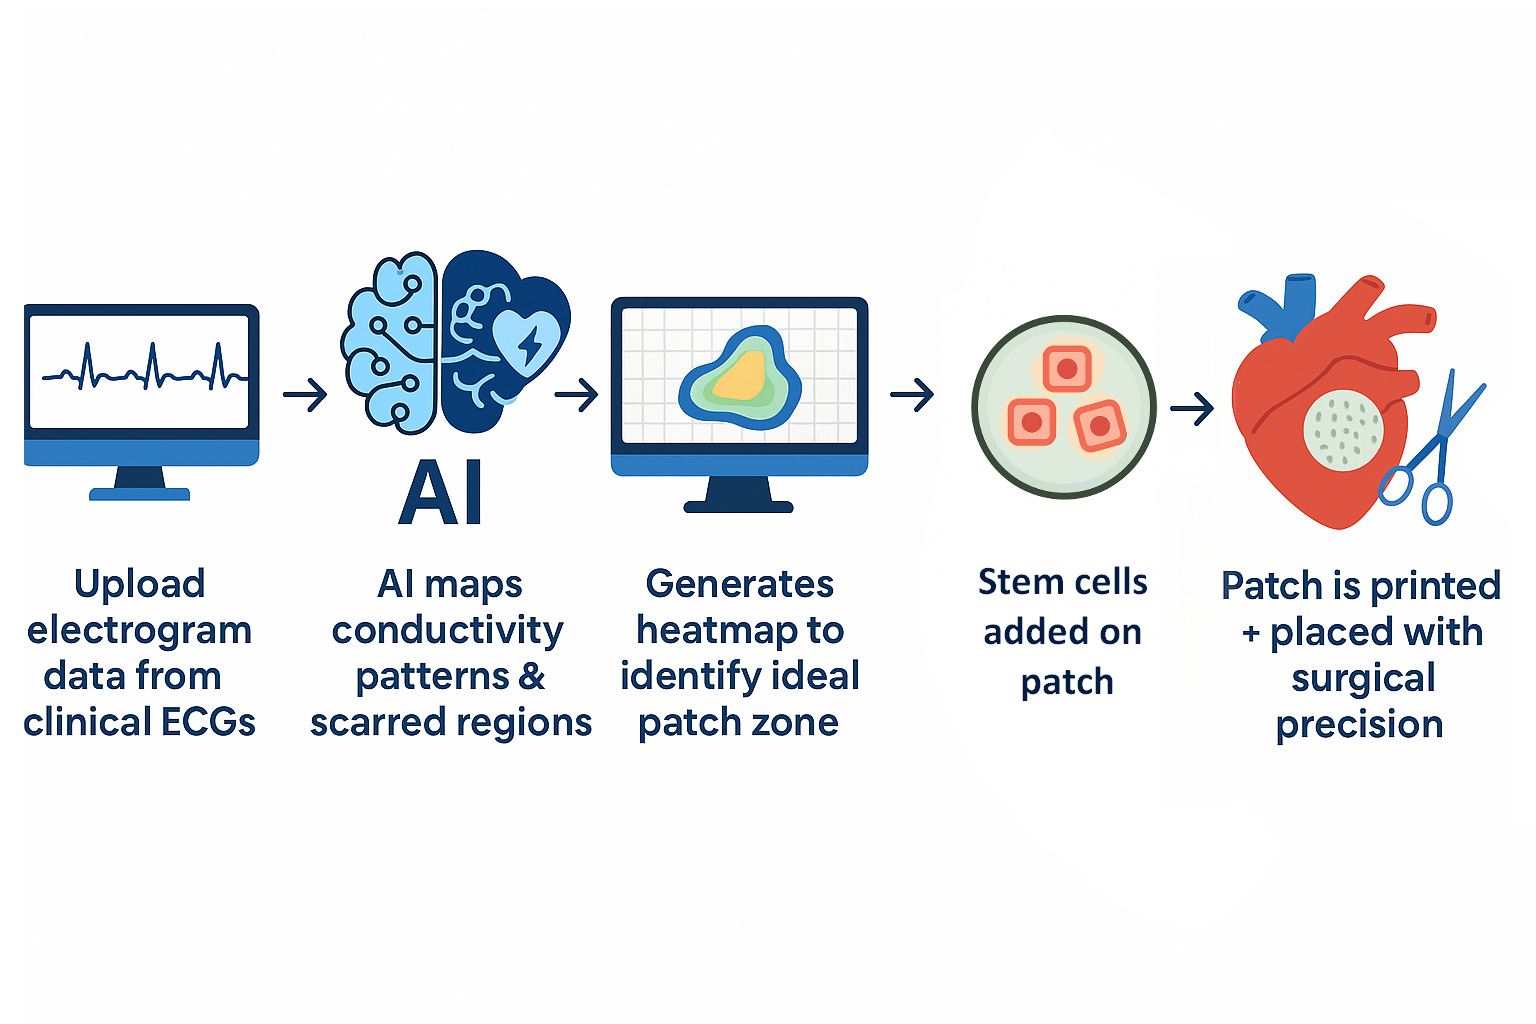 AI
Upload
electrogram
data from
clinical ECGs
AI maps
conductivity
patterns &
scarred regions
Generates
heatmap to
identify ideal
patch zone
Stem cells
added on
patch
Patch is printed
+ placed with
surgical
precision